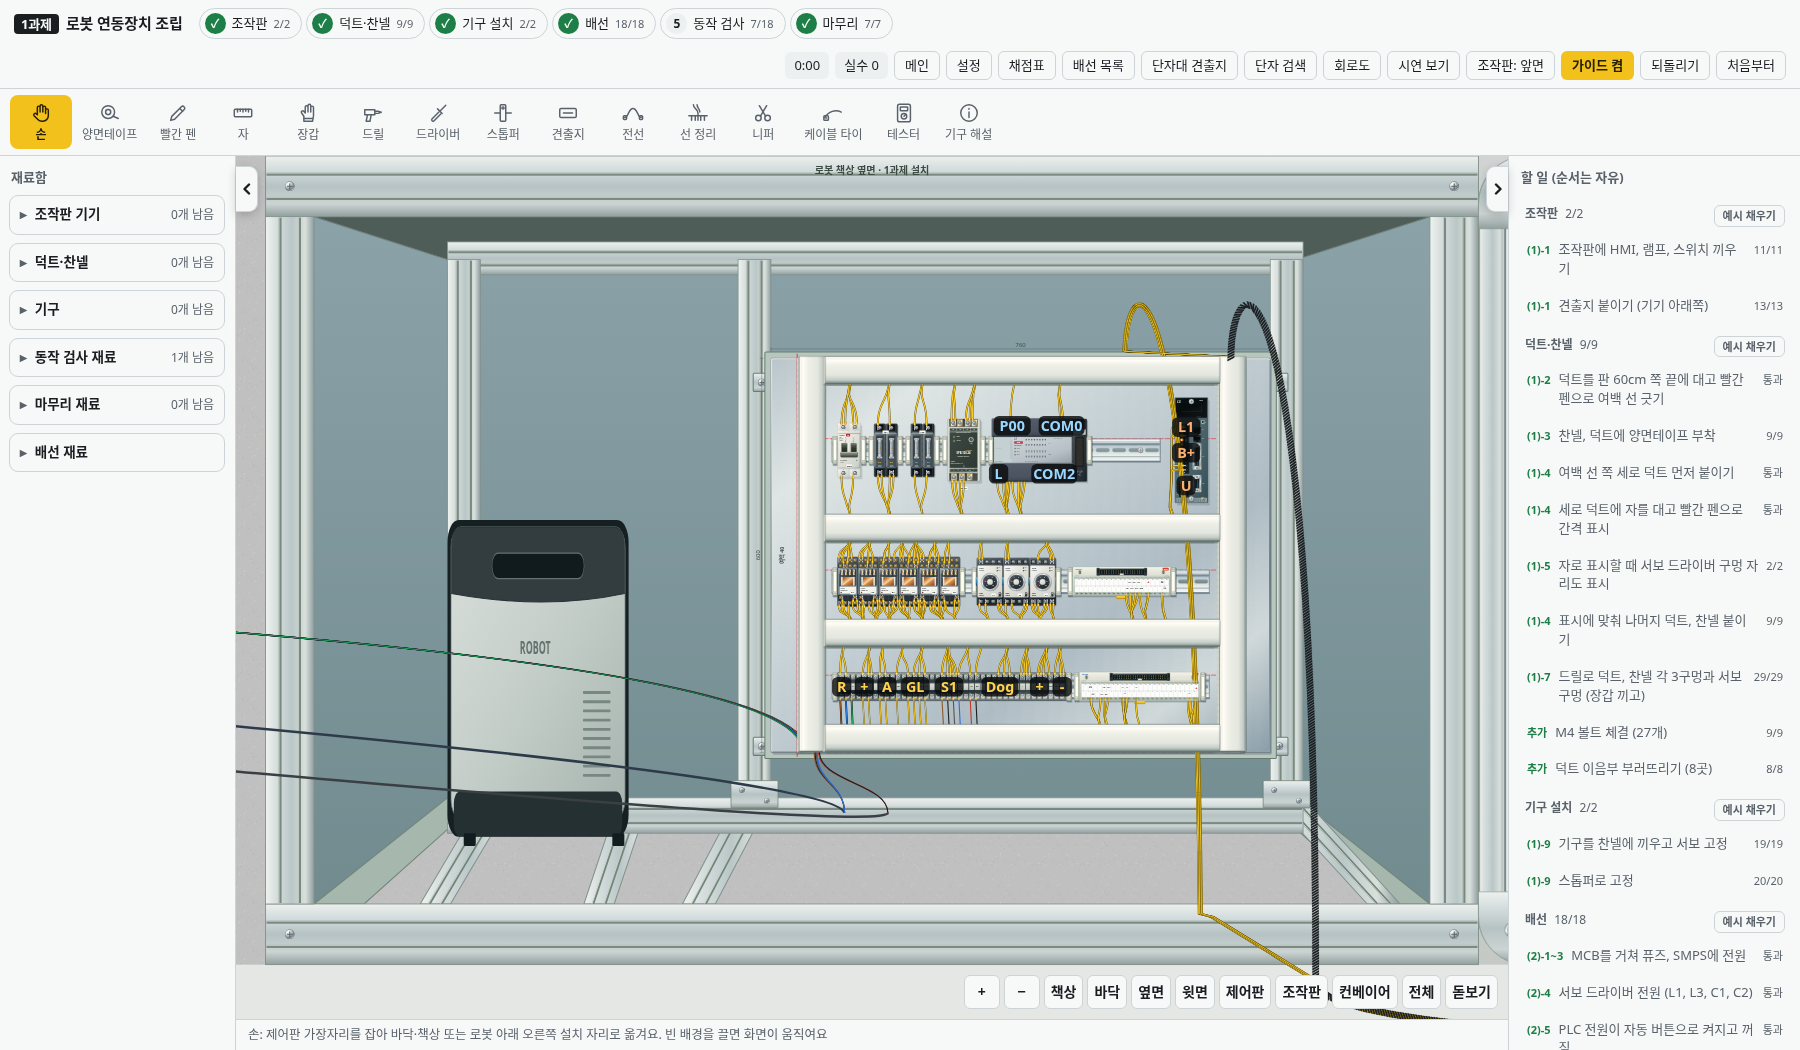 1과제 로봇 연동장치 조립
조작판 2/2
덕트·찬넬 9/9
기구 설치 2/2
배선 18/18
5 동작 검사 7/18
마무리 7/7
0:00
실수 0
메인
설정
채점표
배선 목록
단자대 견출지
단자 검색
회로도
시연 보기
조작판: 앞면
가이드 켬
되돌리기
처음부터
손
양면테이프
빨간 펜
자
장갑
드릴
드라이버
스톱퍼
견출지
전선
선 정리
니퍼
케이블 타이
테스터
기구 해설
재료함
조작판 기기 0개 남음
덕트·찬넬 0개 남음
기구 0개 남음
동작 검사 재료 1개 남음
마무리 재료 0개 남음
배선 재료
로봇 책상 옆면 · 1과제 설치
760
600
P00 COM0
L COM2
L1
B+
U
R + A GL S1 Dog + -
ROBOT
+
−
책상
바닥
옆면
윗면
제어판
조작판
컨베이어
전체
돋보기
손: 제어판 가장자리를 잡아 바닥·책상 또는 로봇 아래 오른쪽 설치 자리로 옮겨요. 빈 배경을 끌면 화면이 움직여요
할 일 (순서는 자유)
조작판 2/2 예시 채우기
(1)-1 조작판에 HMI, 램프, 스위치 끼우 11/11
기
(1)-1 견출지 붙이기 (기기 아래쪽) 13/13
덕트·찬넬 9/9 예시 채우기
(1)-2 덕트를 판 60cm 쪽 끝에 대고 빨간 통과
펜으로 여백 선 긋기
(1)-3 찬넬, 덕트에 양면테이프 부착 9/9
(1)-4 여백 선 쪽 세로 덕트 먼저 붙이기 통과
(1)-4 세로 덕트에 자를 대고 빨간 펜으로 통과
간격 표시
(1)-5 자로 표시할 때 서보 드라이버 구멍 자 2/2
리도 표시
(1)-4 표시에 맞춰 나머지 덕트, 찬넬 붙이 9/9
기
(1)-7 드릴로 덕트, 찬넬 각 3구멍과 서보 29/29
구멍 (장갑 끼고)
추가 M4 볼트 체결 (27개) 9/9
추가 덕트 이음부 부러뜨리기 (8곳) 8/8
기구 설치 2/2 예시 채우기
(1)-9 기구를 찬넬에 끼우고 서보 고정 19/19
(1)-9 스톱퍼로 고정 20/20
배선 18/18 예시 채우기
(2)-1~3 MCB를 거쳐 퓨즈, SMPS에 전원 통과
(2)-4 서보 드라이버 전원 (L1, L3, C1, C2) 통과
(2)-5 PLC 전원이 자동 버튼으로 켜지고 꺼 통과